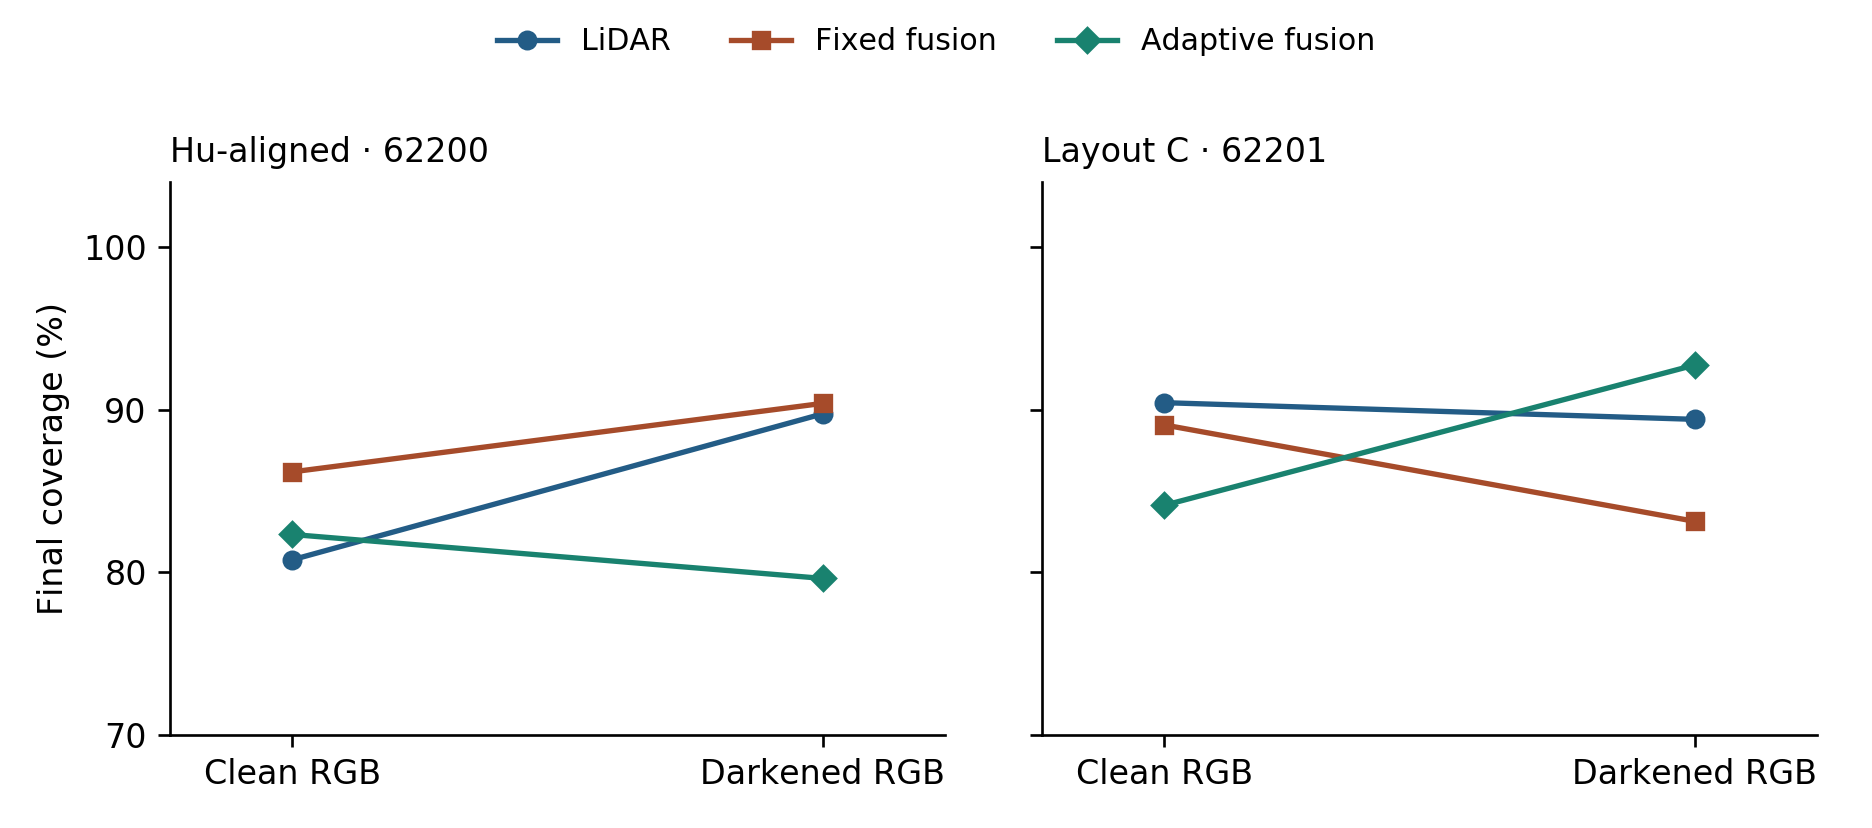 LiDAR Fixed fusion Adaptive fusion
Hu-aligned · 62200
Layout C · 62201
Final coverage (%)
100
90
80
70
Clean RGB Darkened RGB
Clean RGB Darkened RGB